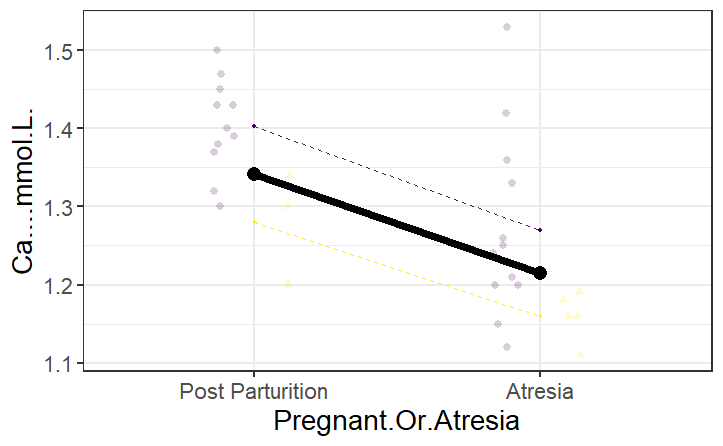 Ca....mmol.L.
1.5
1.4
1.3
1.2
1.1
Post Parturition
Atresia
Pregnant.Or.Atresia